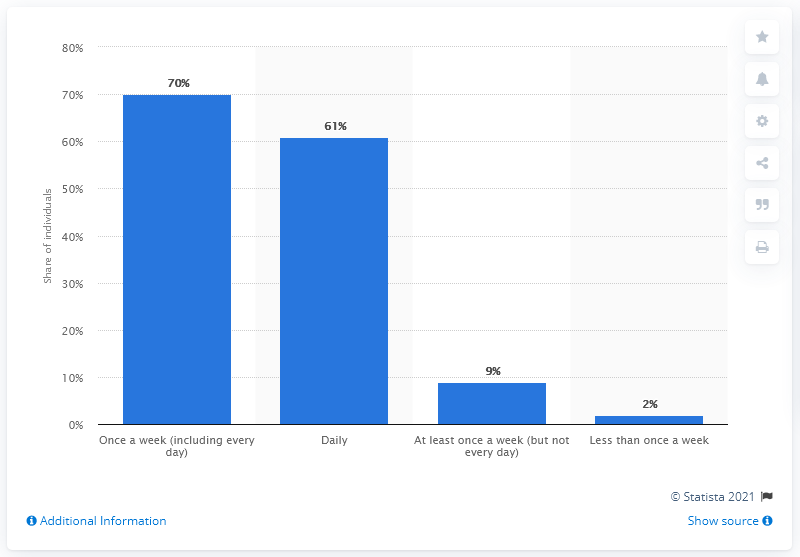 80%
70%
60%
50%
40%
30%
20%
10%
0%
Share of individuals
70%
61%
9%
2%
Once a week (including every
day)
Daily
At least once a week (but not
every day)
Less than once a week
© Statista 2021
Additional Information
Show source